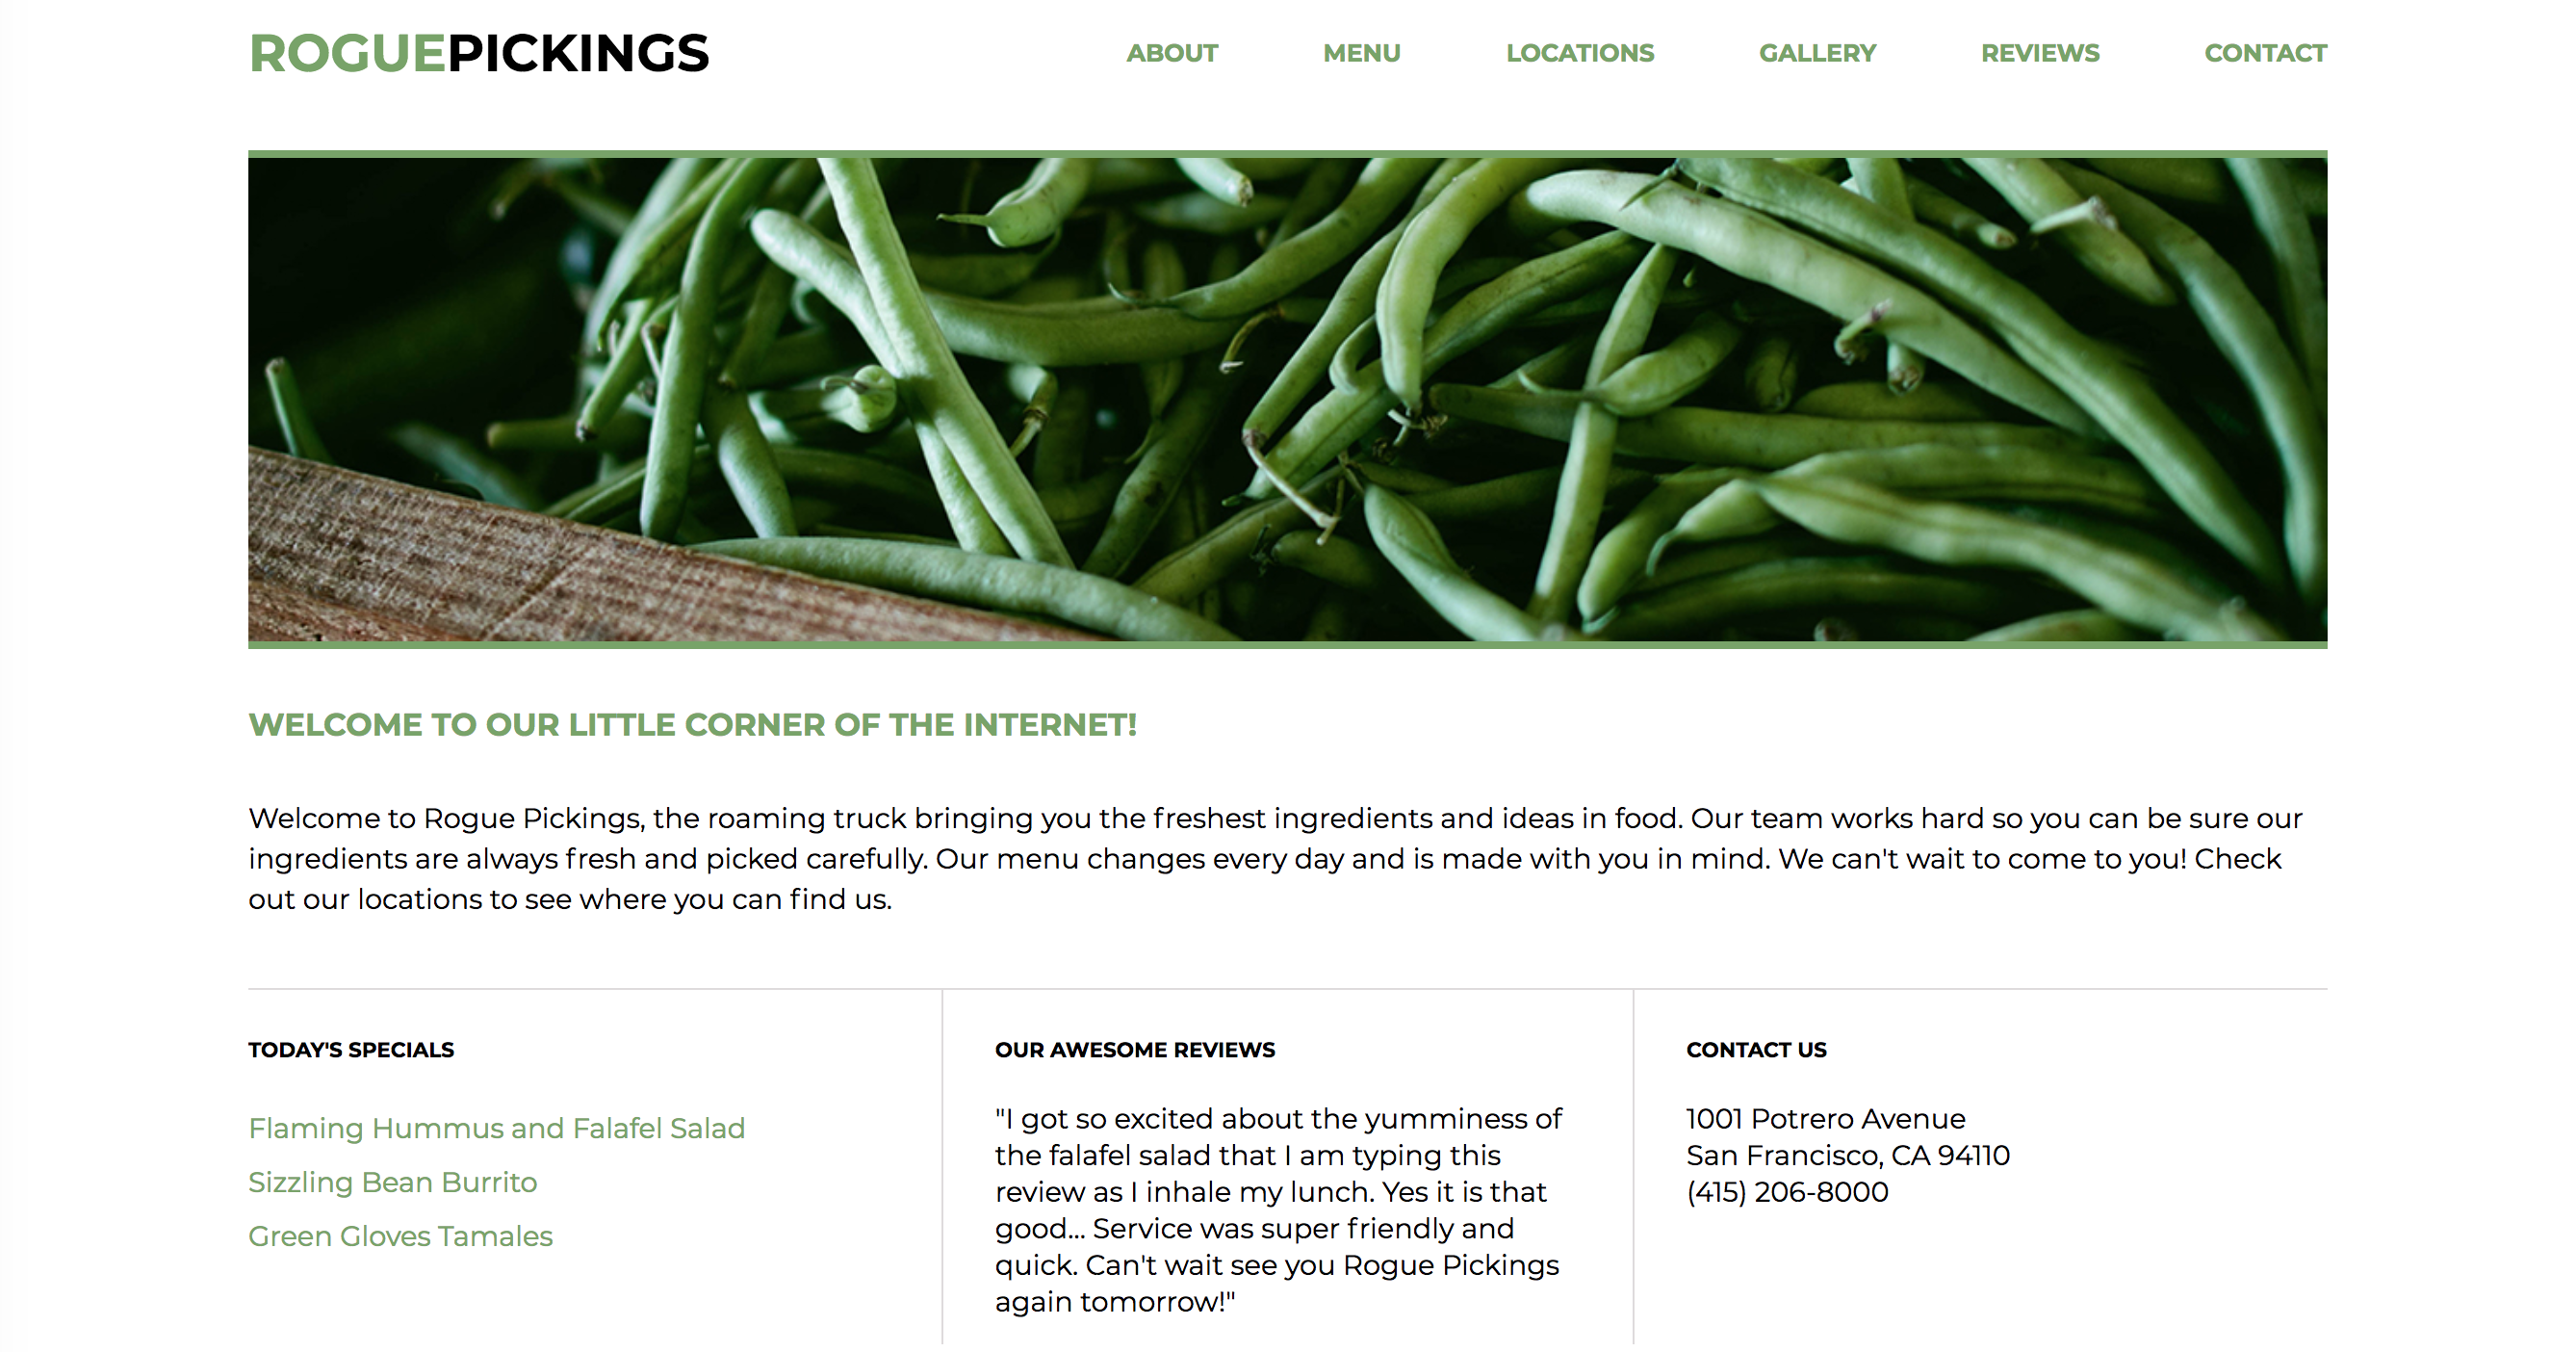 ROGUEPICKINGS
ABOUT MENU LOCATIONS GALLERY REVIEWS CONTACT
WELCOME TO OUR LITTLE CORNER OF THE INTERNET!
Welcome to Rogue Pickings, the roaming truck bringing you the freshest ingredients and ideas in food. Our team works hard so you can be sure our
ingredients are always fresh and picked carefully. Our menu changes every day and is made with you in mind. We can't wait to come to you! Check
out our locations to see where you can find us.
TODAY'S SPECIALS
Flaming Hummus and Falafel Salad
Sizzling Bean Burrito
Green Gloves Tamales
OUR AWESOME REVIEWS
"I got so excited about the yumminess of
the falafel salad that I am typing this
review as I inhale my lunch. Yes it is that
good... Service was super friendly and
quick. Can't wait see you Rogue Pickings
again tomorrow!"
CONTACT US
1001 Potrero Avenue
San Francisco, CA 94110
(415) 206-8000